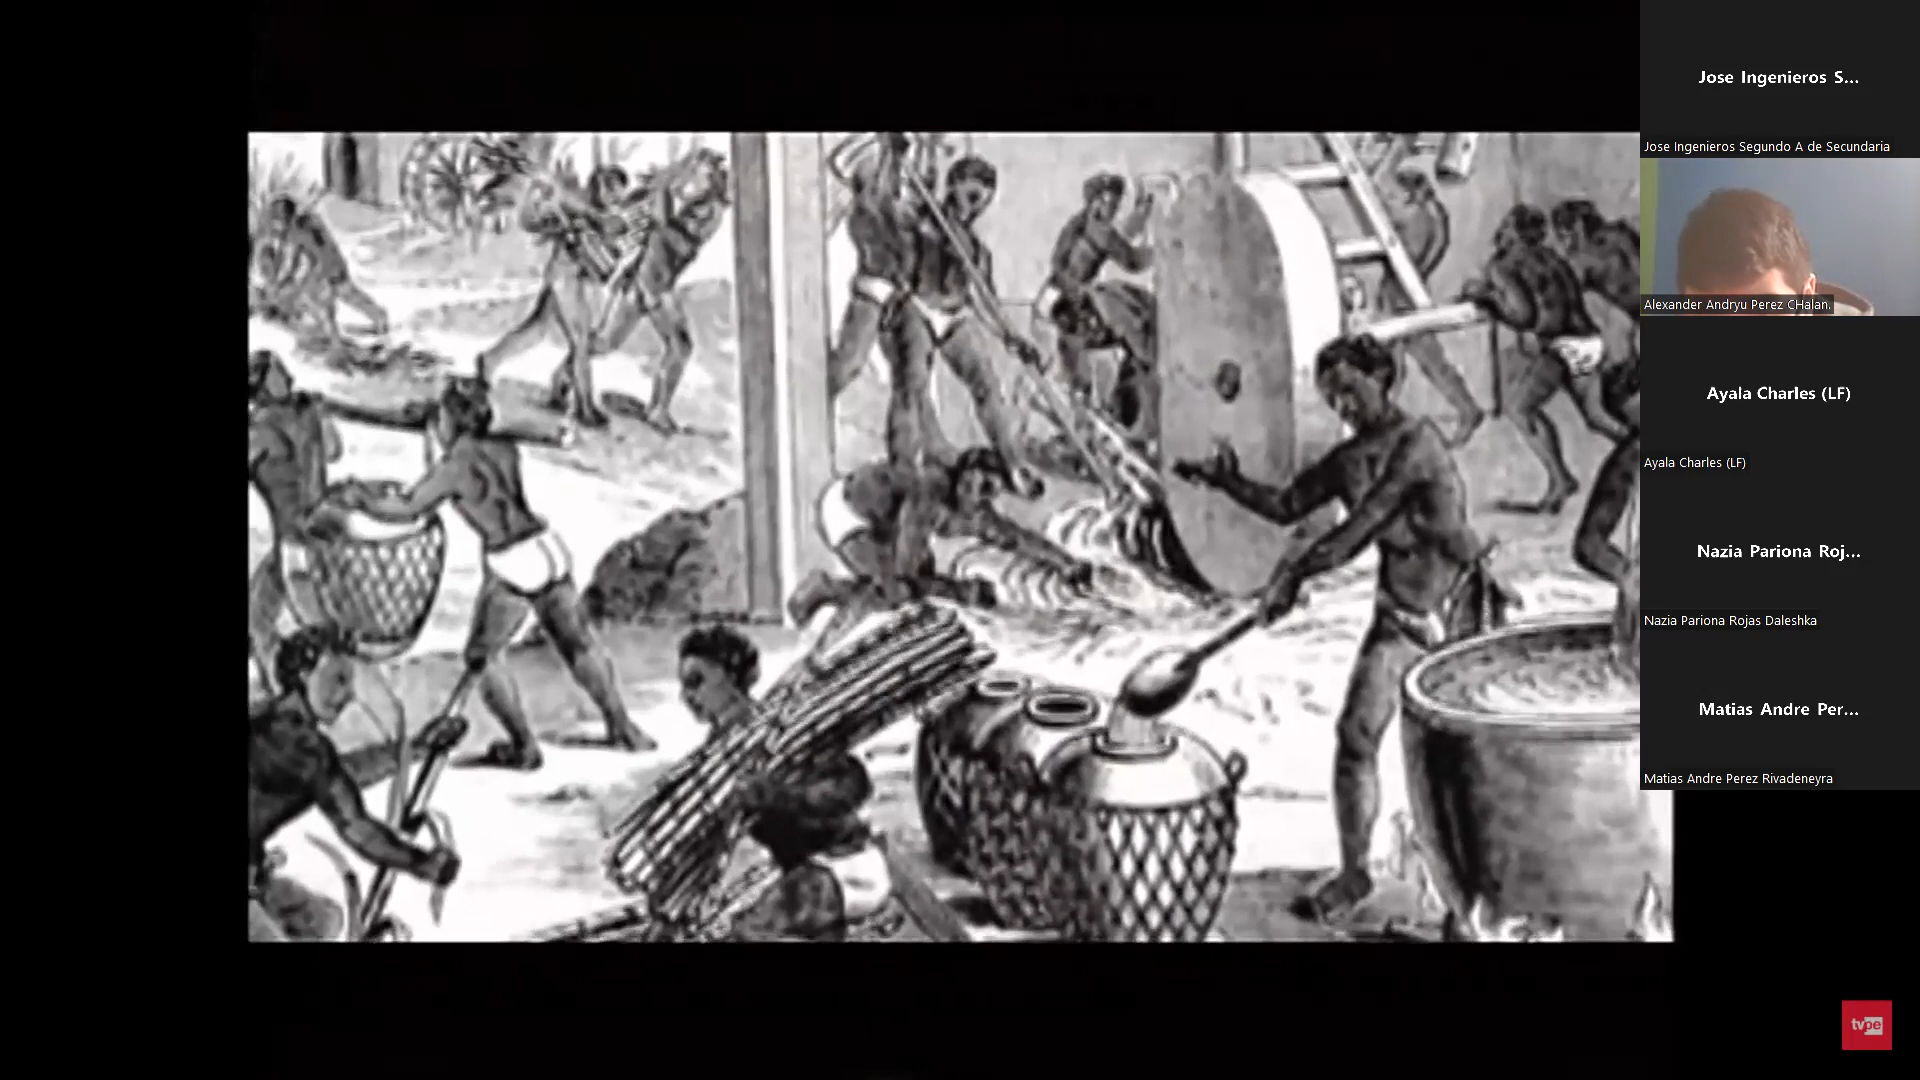 Jose Ingenieros S...
Jose Ingenieros Segundo A de Secundaria
Alexander Andryu Perez CHalan.
Ayala Charles (LF)
Ayala Charles (LF)
Nazia Pariona Roj...
Nazia Pariona Rojas Daleshka
Matias Andre Per...
Matias Andre Perez Rivadeneyra
tvpe